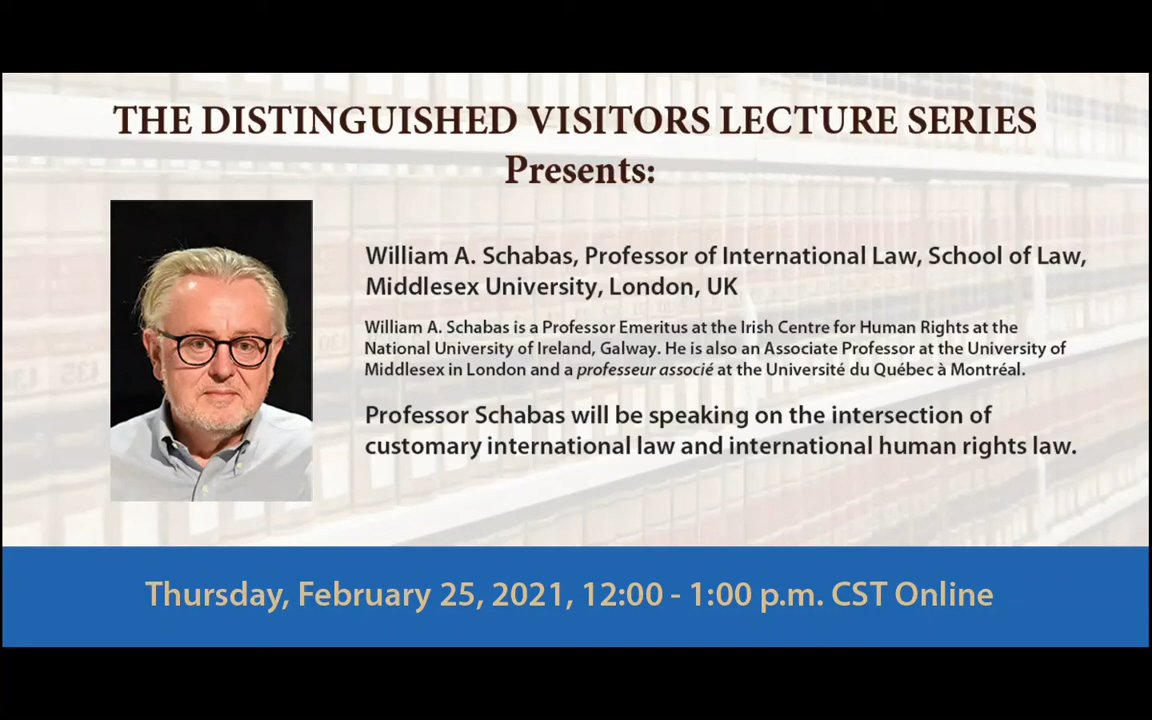 THE DISTINGUISHED VISITORS LECTURE SERIES
Presents:
William A. Schabas, Professor of International Law, School of Law,
Middlesex University, London, UK
William A. Schabas is a Professor Emeritus at the Irish Centre for Human Rights at the
National University of Ireland, Galway. He is also an Associate Professor at the University of
Middlesex in London and a professeur associé at the Université du Québec à Montréal.
Professor Schabas will be speaking on the intersection of
customary international law and international human rights law.
Thursday, February 25, 2021, 12:00 - 1:00 p.m. CST Online